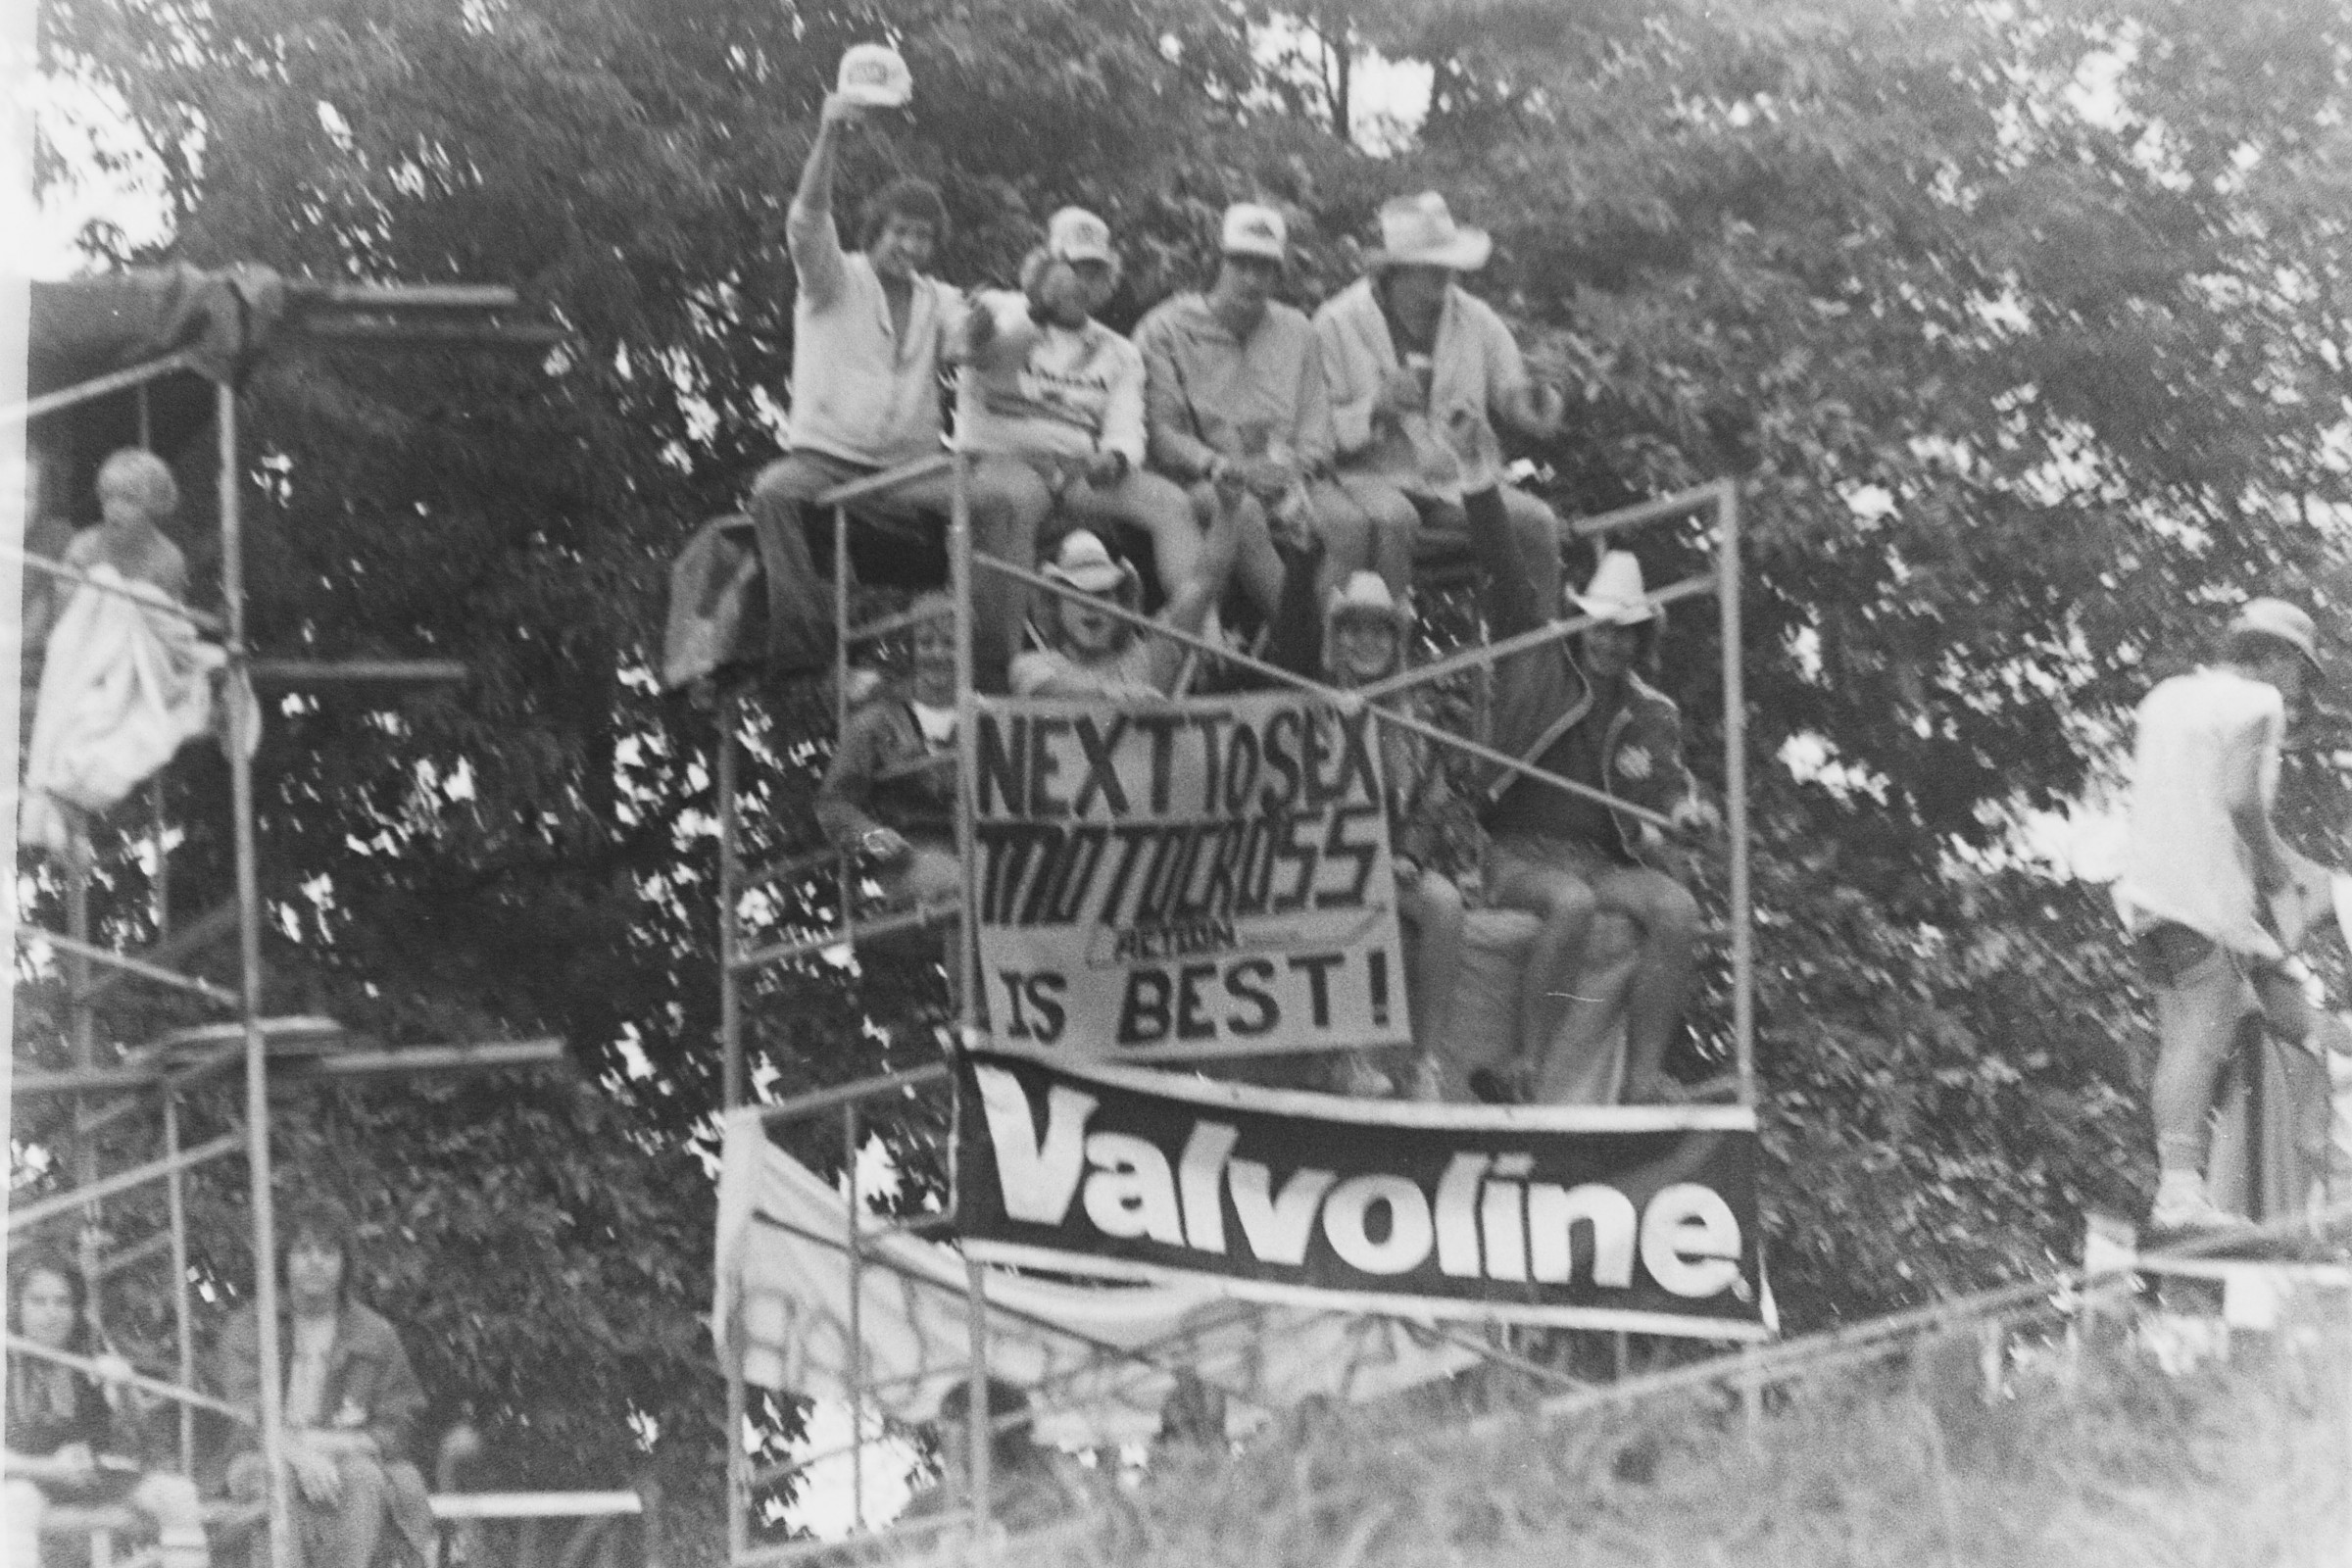 NEXT TO SEX
MOTOCROSS
ACTION
IS BEST!
Valvoline